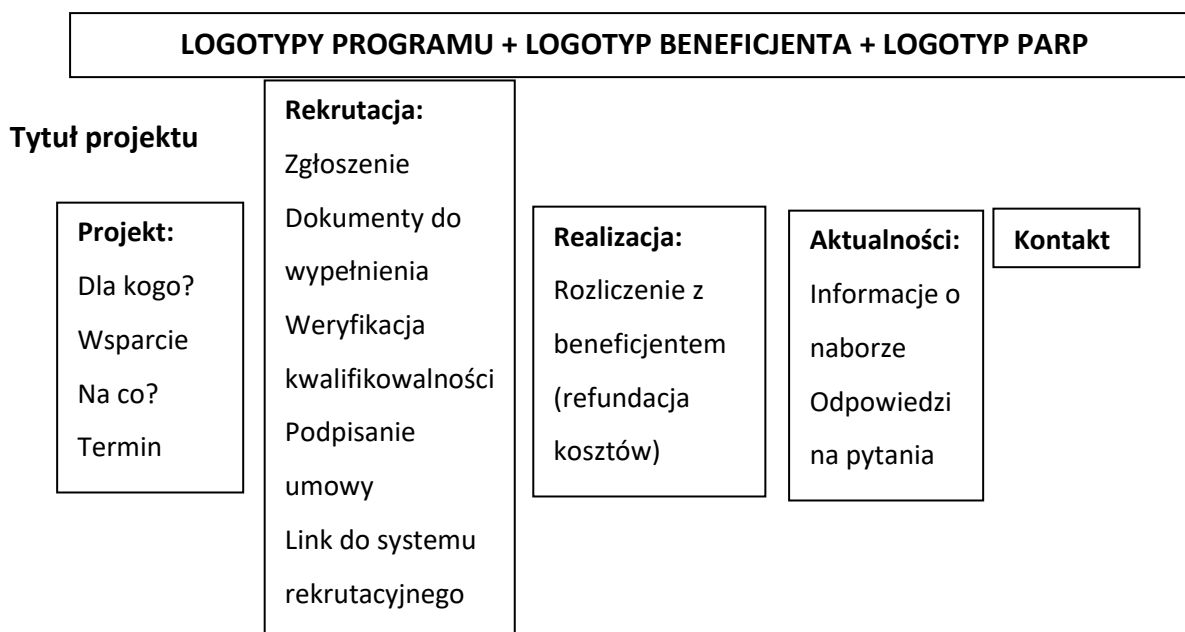 LOGOTYPY PROGRAMU + LOGOTYP BENEFICJENTA + LOGOTYP PARP
Tytuł projektu
Projekt:
Dla kogo?
Wsparcie
Na co?
Termin
Rekrutacja:
Zgłoszenie
Dokumenty do
wypełnienia
Weryfikacja
kwalifikowalności
Podpisanie
umowy
Link do systemu
rekrutacyjnego
Realizacja:
Rozliczenie z
beneficjentem
(refundacja
kosztów)
Aktualności:
Informacje o
naborze
Odpowiedzi
na pytania
Kontakt